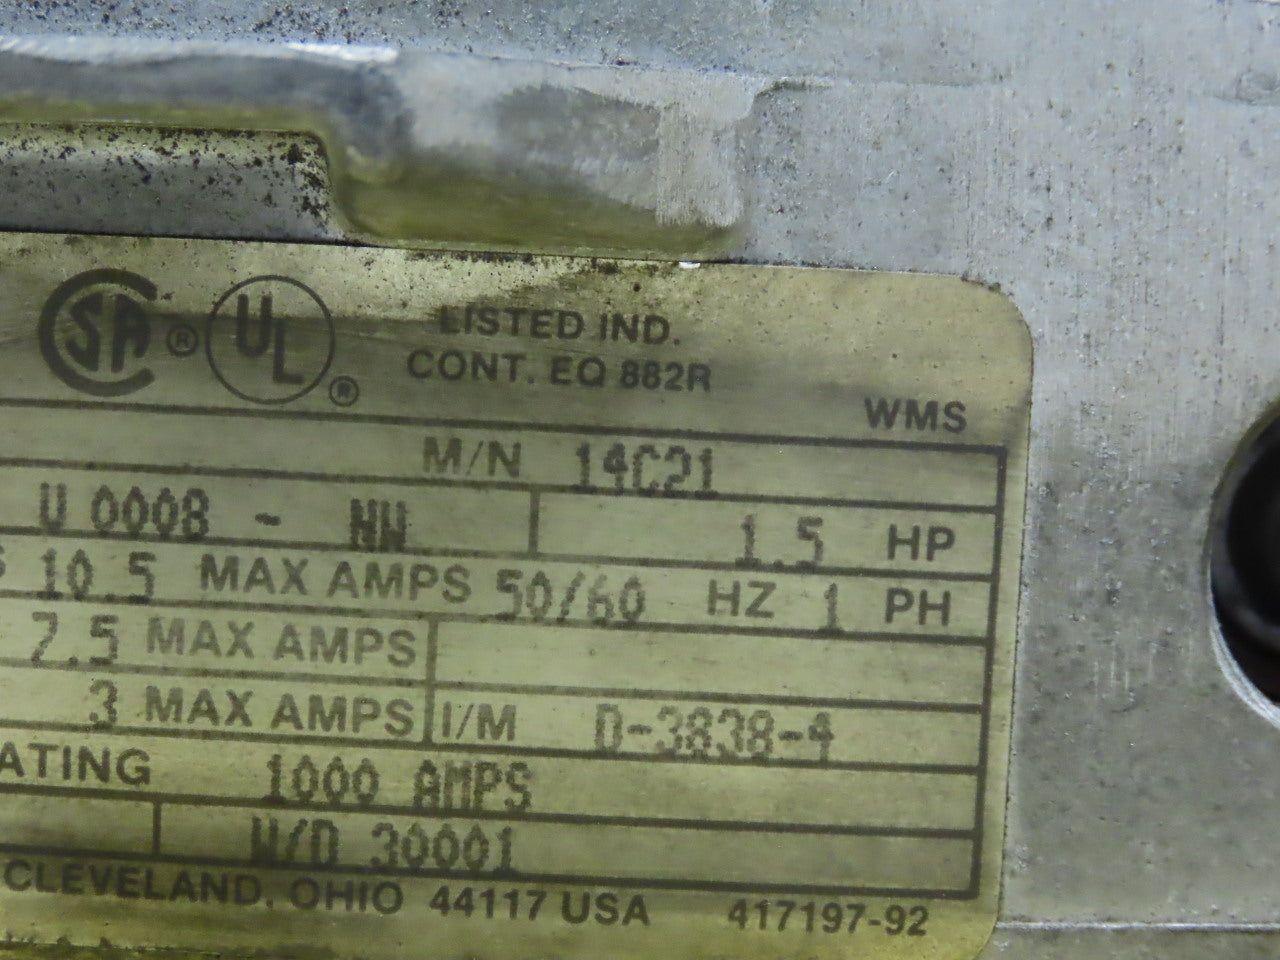 SA ® UL ® LISTED IND.
CONT. EQ 882R
WMS
M/N 14C21
U 0008 - NW 1.5 HP
10.5 MAX AMPS 50/60 HZ 1 PH
7.5 MAX AMPS
3 MAX AMPS I/M D-3838-4
ATING 1000 AMPS
W/D 30001
CLEVELAND, OHIO 44117 USA 417197-92